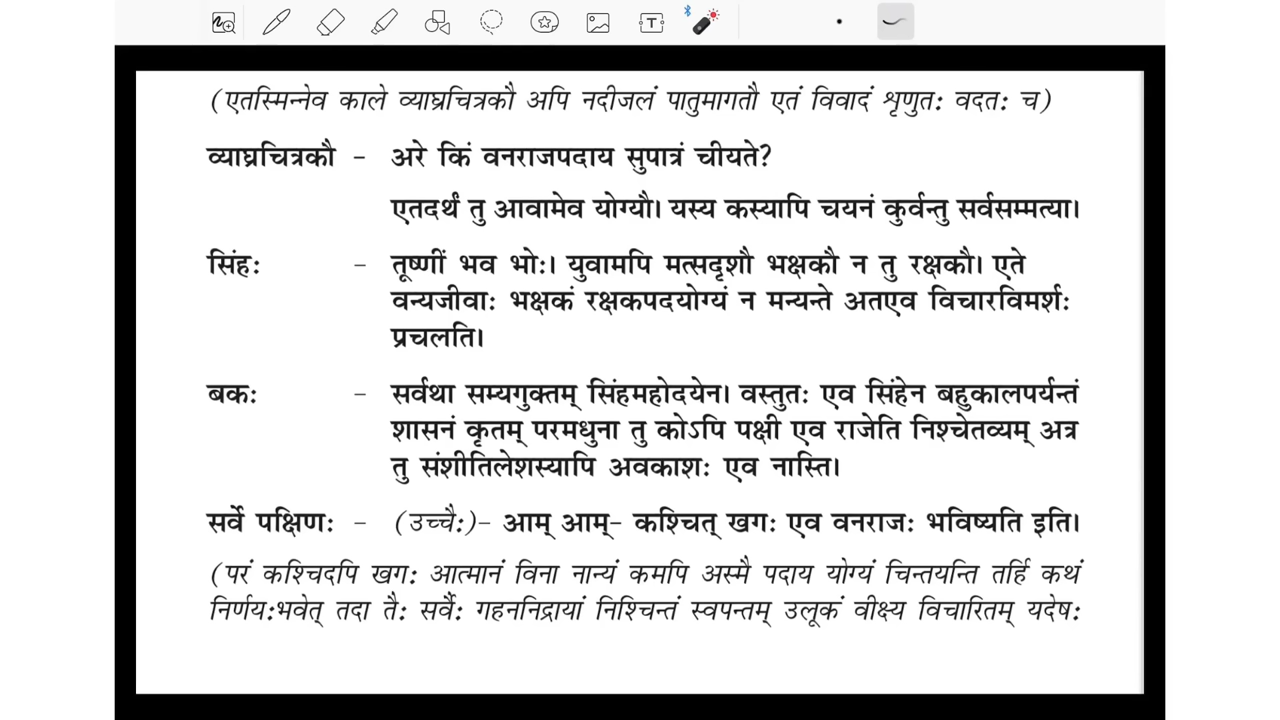 (एतस्मिन्नेव काले व्याघ्रचित्रकौ अपि नदीजलं पातुमागतौ एतं विवादं शृणुतः वदतः च)
व्याघ्रचित्रकौ - अरे किं वनराजपदाय सुपात्रं चीयते?
एतदर्थं तु आवामेव योग्यौ। यस्य कस्यापि चयनं कुर्वन्तु सर्वसम्मत्या।
सिंहः - तूष्णीं भव भोः। युवामपि मत्सदृशौ भक्षकौ न तु रक्षकौ। एते
वन्यजीवाः भक्षकं रक्षकपदयोग्यं न मन्यन्ते अतएव विचारविमर्शः
प्रचलति।
बकः - सर्वथा सम्यगुक्तम् सिंहमहोदयेन। वस्तुतः एव सिंहेन बहुकालपर्यन्तं
शासनं कृतम् परमधुना तु कोऽपि पक्षी एव राजेति निश्चेतव्यम् अत्र
तु संशीतिलेशस्यापि अवकाशः एव नास्ति।
सर्वे पक्षिणः - (उच्चैः)- आम् आम्- कश्चित् खगः एव वनराजः भविष्यति इति।
(परं कश्चिदपि खगः आत्मानं विना नान्यं कमपि अस्मै पदाय योग्यं चिन्तयन्ति तर्हि कथं
निर्णयःभवेत् तदा तैः सर्वैः गहननिद्रायां निश्चिन्तं स्वपन्तम् उलूकं वीक्ष्य विचारितम् यदेषः